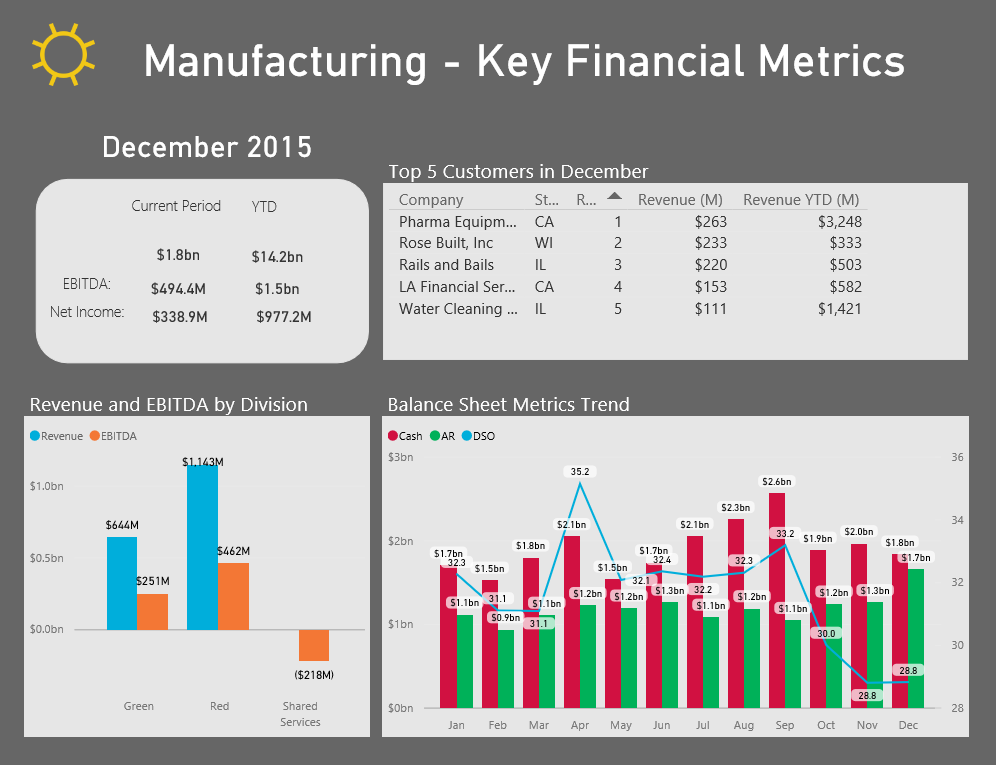 Manufacturing - Key Financial Metrics
December 2015
Current Period YTD
$1.8bn $14.2bn
EBITDA: $494.4M $1.5bn
Net Income: $338.9M $977.2M
Top 5 Customers in December
Company St... R... Revenue (M) Revenue YTD (M)
Pharma Equipm... CA 1 $263 $3,248
Rose Built, Inc WI 2 $233 $333
Rails and Bails IL 3 $220 $503
LA Financial Ser... CA 4 $153 $582
Water Cleaning ... IL 5 $111 $1,421
Revenue and EBITDA by Division
Revenue EBITDA
$1.0bn
$0.5bn
$0.0bn
$644M
$251M
$1,143M
$462M
($218M)
Green Red Shared
Services
Balance Sheet Metrics Trend
Cash AR DSO
$3bn
$2bn
$1bn
$0bn
36
34
32
30
28
$1.7bn $1.5bn $1.8bn $2.1bn $1.5bn $1.7bn $2.1bn $2.3bn $2.6bn $1.9bn $2.0bn $1.8bn
$1.1bn $0.9bn $1.1bn $1.2bn $1.2bn $1.3bn $1.1bn $1.2bn $1.1bn $1.2bn $1.3bn $1.7bn
32.3 31.1 31.1 35.2 32.1 32.4 32.2 32.3 33.2 30.0 28.8 28.8
Jan Feb Mar Apr May Jun Jul Aug Sep Oct Nov Dec